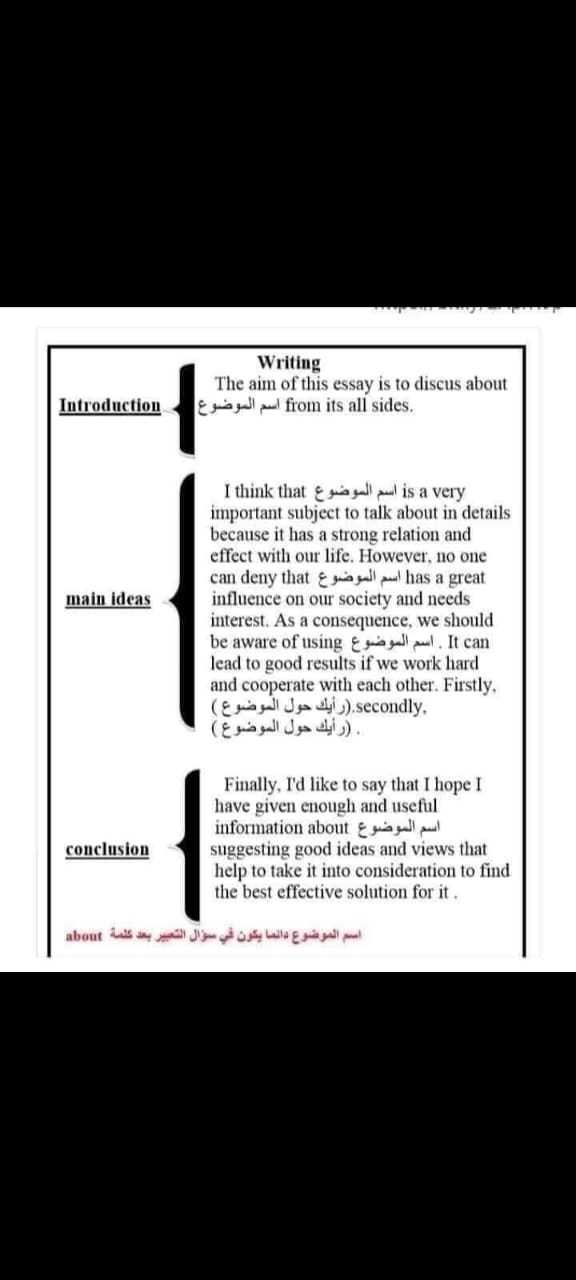 Writing
The aim of this essay is to discus about
Introduction
اسم الموضوع from its all sides.
I think that اسم الموضوع is a very
important subject to talk about in details
because it has a strong relation and
effect with our life. However, no one
can deny that اسم الموضوع has a great
main ideas
influence on our society and needs
interest. As a consequence, we should
be aware of using اسم الموضوع . It can
lead to good results if we work hard
and cooperate with each other. Firstly,
(رأيك حول الموضوع).secondly,
(رأيك حول الموضوع) .
Finally, I'd like to say that I hope I
have given enough and useful
information about اسم الموضوع
conclusion
suggesting good ideas and views that
help to take it into consideration to find
the best effective solution for it .
اسم الموضوع دائما يكون في سؤال التعبير بعد كلمة about